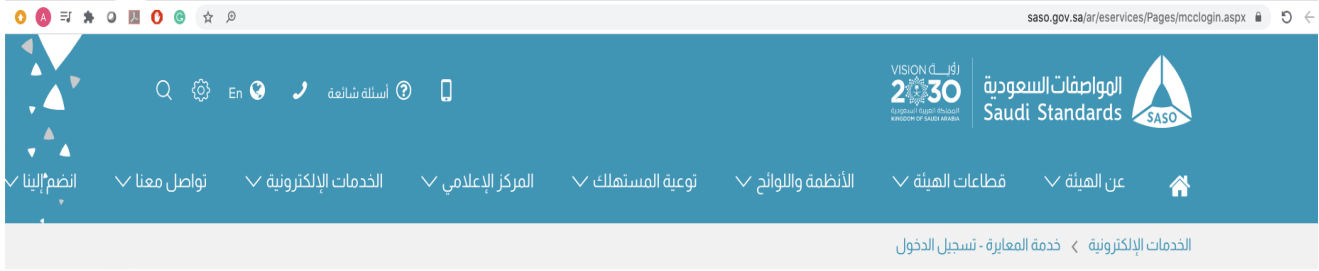 saso.gov.sa/ar/eservices/Pages/mcclogin.aspx
المواصفات السعودية
Saudi Standards
SASO
رؤيـــة VISION
2030
المملكة العربية السعودية
KINGDOM OF SAUDI ARABIA
أسئلة شائعة
En
عن الهيئة
قطاعات الهيئة
الأنظمة واللوائح
توعية المستهلك
المركز الإعلامي
الخدمات الإلكترونية
تواصل معنا
انضم إلينا
الخدمات الإلكترونية > خدمة المعايرة - تسجيل الدخول